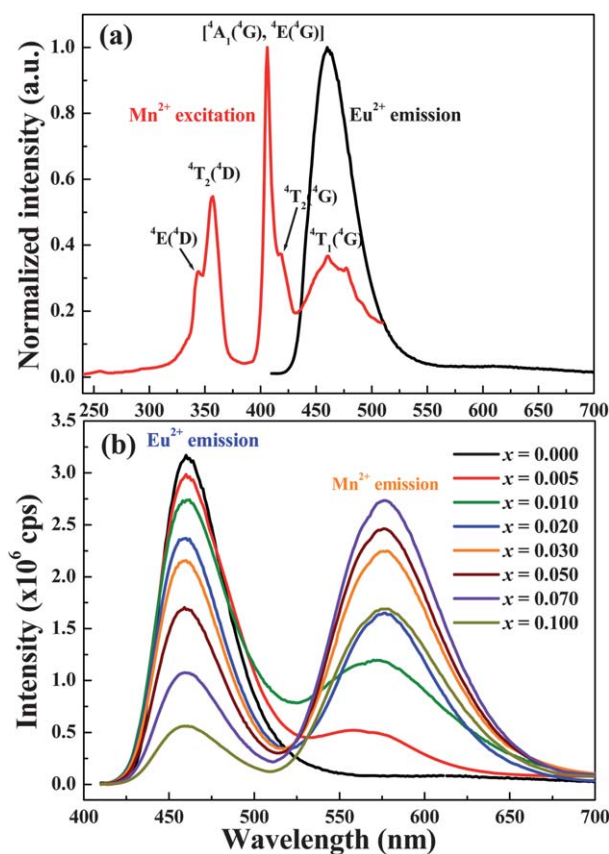 (a)
[⁴A₁(⁴G), ⁴E(⁴G)]
Mn²⁺ excitation
Eu²⁺ emission
⁴T₂(⁴D)
⁴T₂(⁴G)
⁴E(⁴D)
⁴T₁(⁴G)
Normalized intensity (a.u.)
1.0
0.8
0.6
0.4
0.2
0.0
250 300 350 400 450 500 550 600 650 700
(b)
Eu²⁺ emission
Mn²⁺ emission
x = 0.000
x = 0.005
x = 0.010
x = 0.020
x = 0.030
x = 0.050
x = 0.070
x = 0.100
Intensity (x10⁶ cps)
3.5
3.0
2.5
2.0
1.5
1.0
0.5
0.0
400 450 500 550 600 650 700
Wavelength (nm)